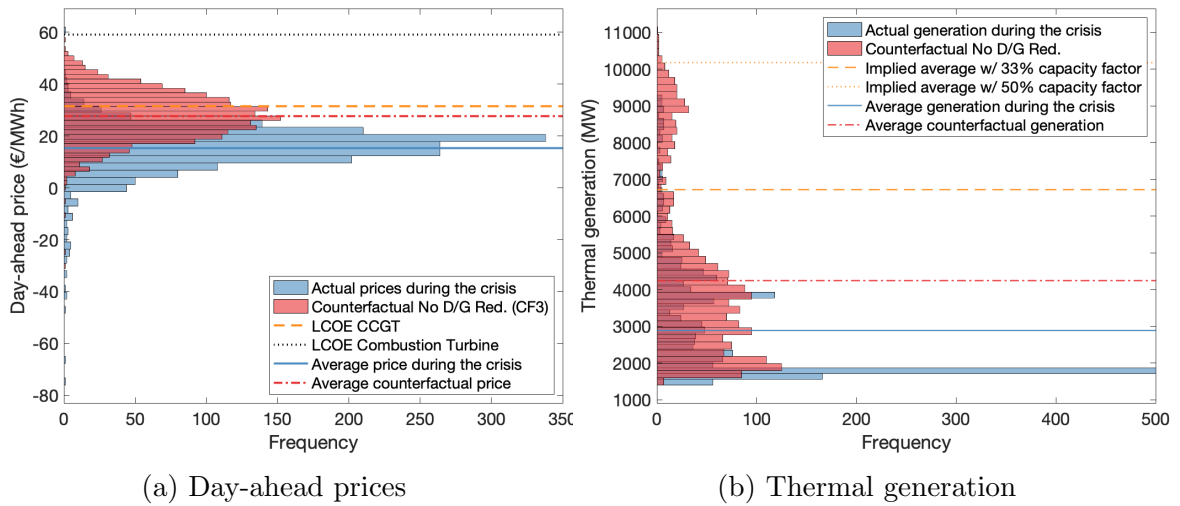 60
40
20
0
-20
-40
-60
-80
Day-ahead price (€/MWh)
0
50
100
150
200
250
300
350
Frequency
Actual prices during the crisis
Counterfactual No D/G Red. (CF3)
LCOE CCGT
LCOE Combustion Turbine
Average price during the crisis
Average counterfactual price
(a) Day-ahead prices
11000
10000
9000
8000
7000
6000
5000
4000
3000
2000
1000
Thermal generation (MW)
0
100
200
300
400
500
Frequency
Actual generation during the crisis
Counterfactual No D/G Red.
Implied average w/ 33% capacity factor
Implied average w/ 50% capacity factor
Average generation during the crisis
Average counterfactual generation
(b) Thermal generation